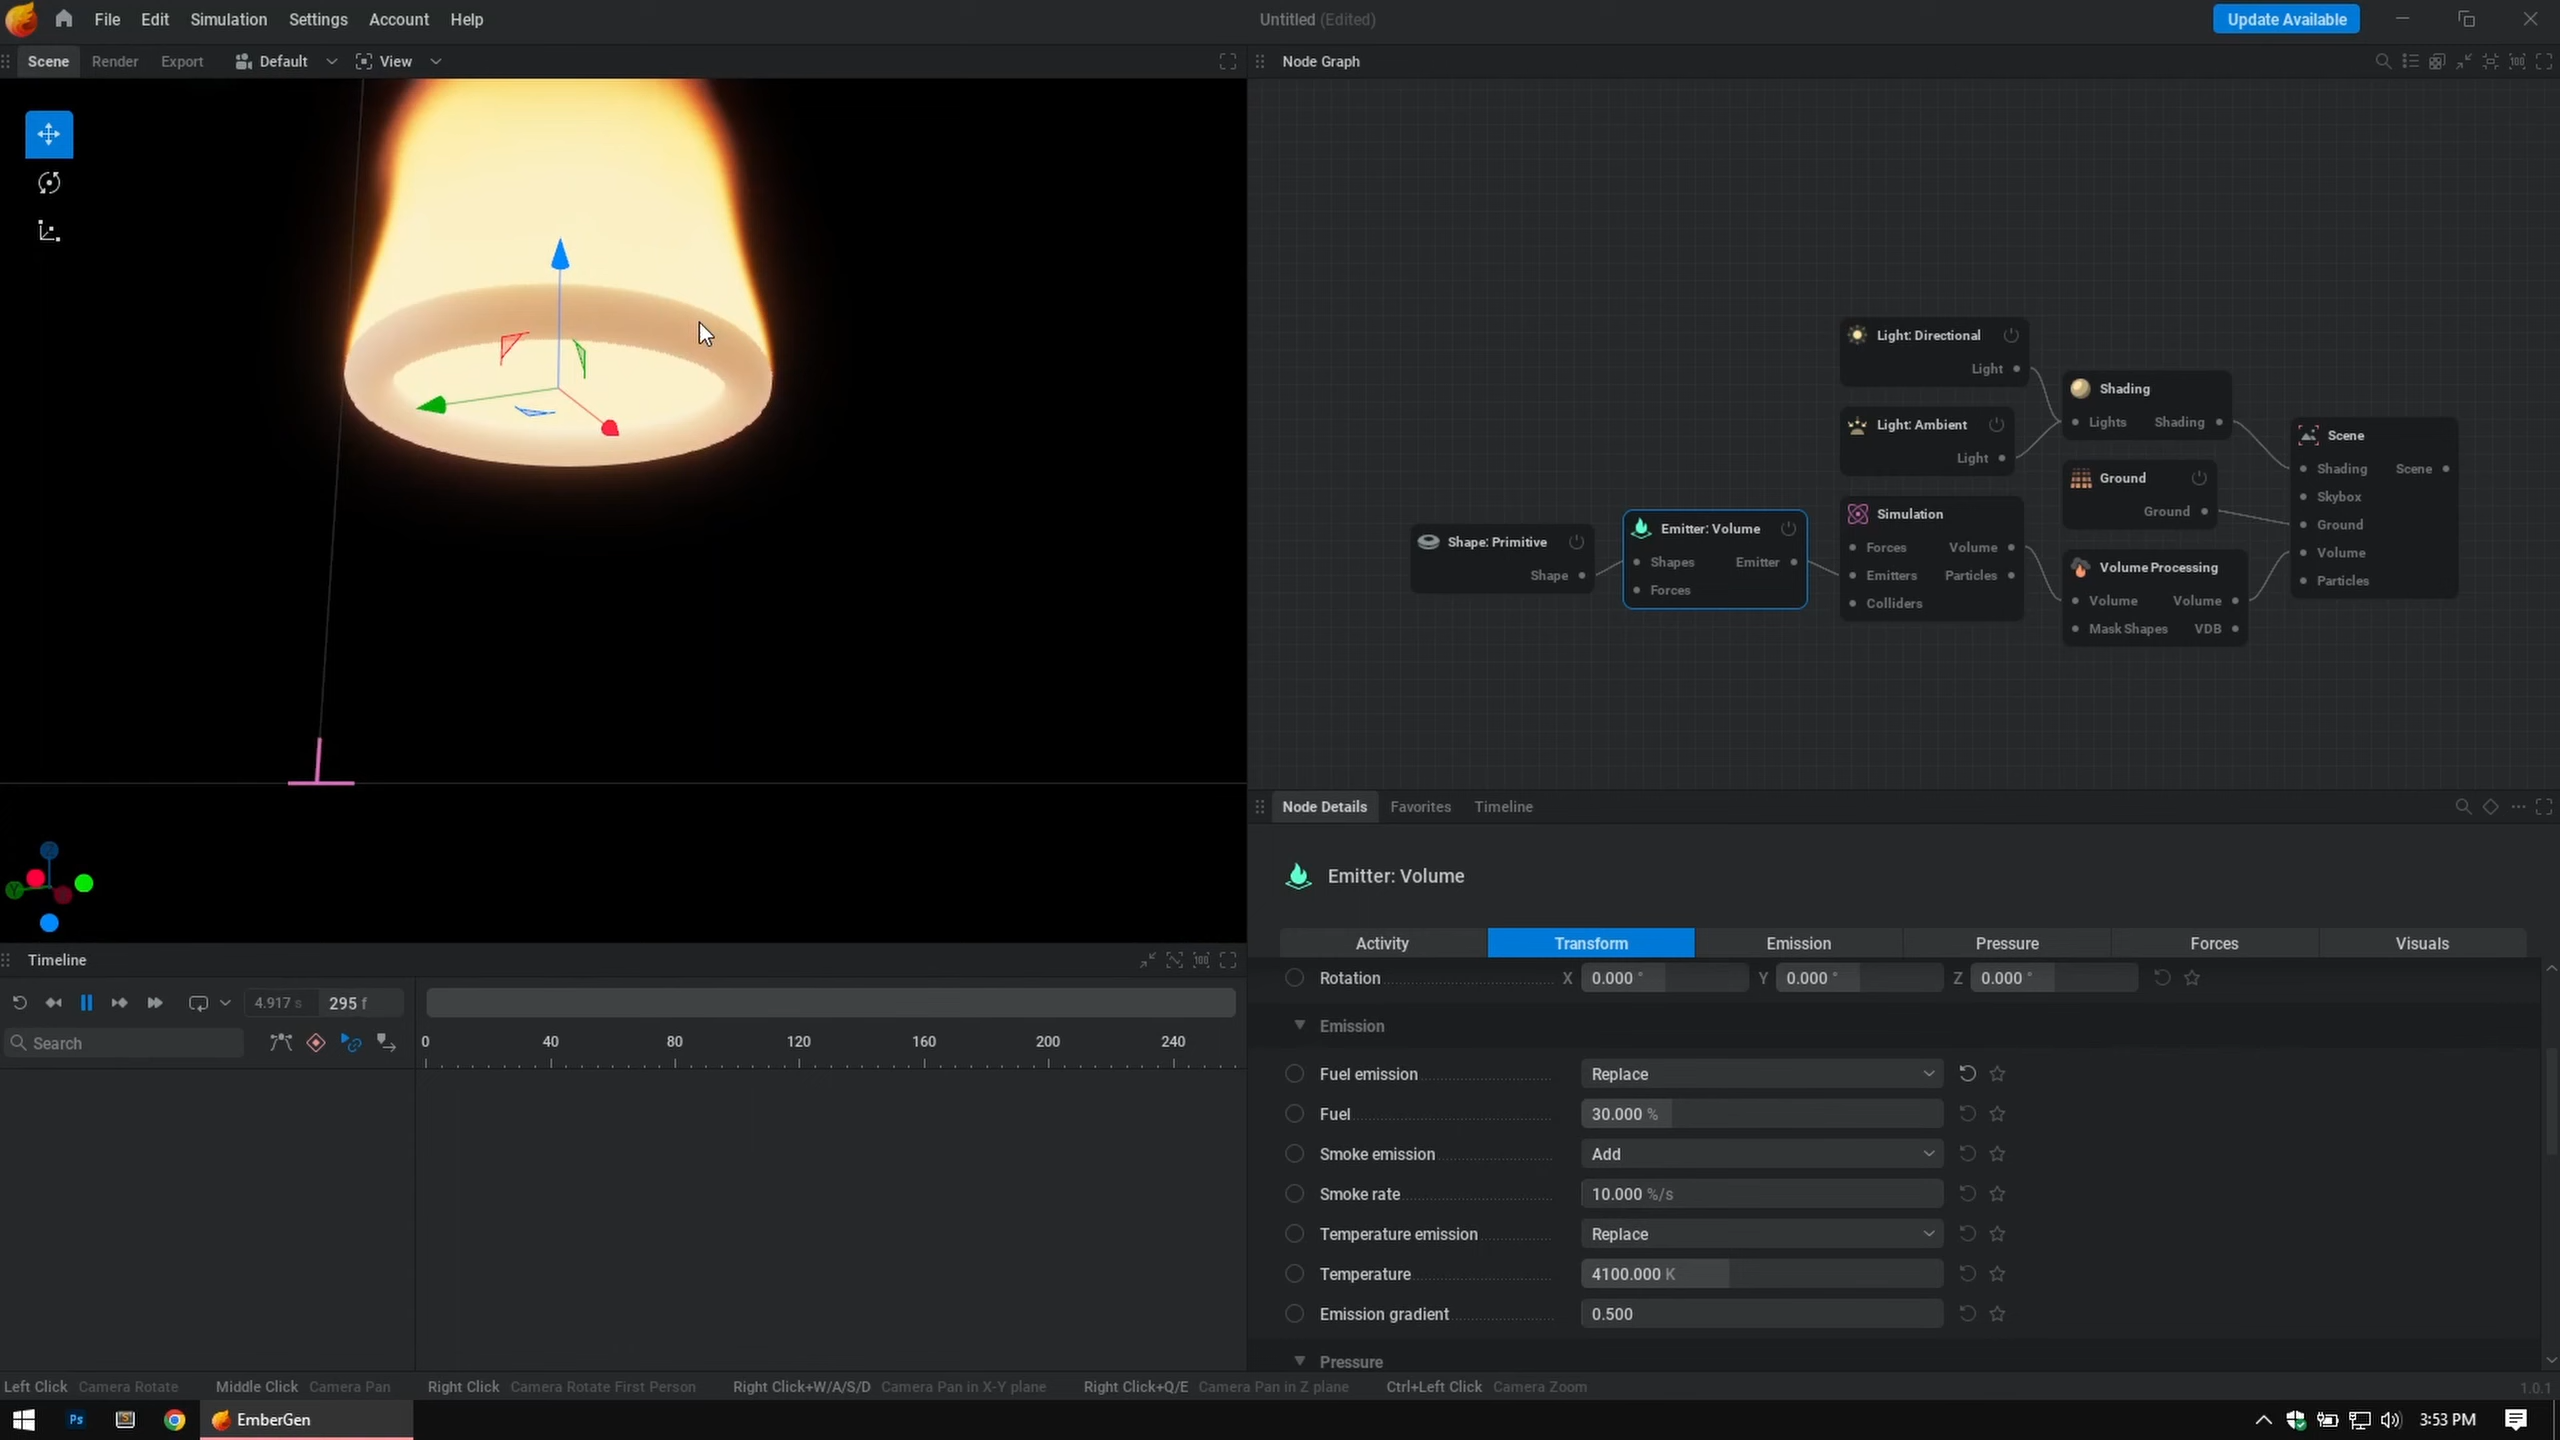 File Edit Simulation Settings Account Help
Untitled (Edited)
Update Available
Scene Render Export Default View
Node Graph
Light: Directional
Light
Light: Ambient
Light
Shading
Lights Shading
Ground
Ground
Scene
Shading Scene
Skybox
Ground
Volume
Particles
Shape: Primitive
Shape
Emitter: Volume
Shapes Emitter
Forces
Simulation
Forces Volume
Emitters Particles
Colliders
Volume Processing
Volume Volume
Mask Shapes VDB
Node Details Favorites Timeline
Emitter: Volume
Activity Transform Emission Pressure Forces Visuals
Rotation X 0.000 ° Y 0.000 ° Z 0.000 °
Emission
Fuel emission Replace
Fuel 30.000 %
Smoke emission Add
Smoke rate 10.000 %/s
Temperature emission Replace
Temperature 4100.000 K
Emission gradient 0.500
Pressure
Y
Timeline
4.917 s 295 f
Search
0 40 80 120 160 200 240
Left Click Camera Rotate Middle Click Camera Pan Right Click Camera Rotate First Person Right Click+W/A/S/D Camera Pan in X-Y plane Right Click+Q/E Camera Pan in Z plane Ctrl+Left Click Camera Zoom
1.0.1
Ps
EmberGen
3:53 PM